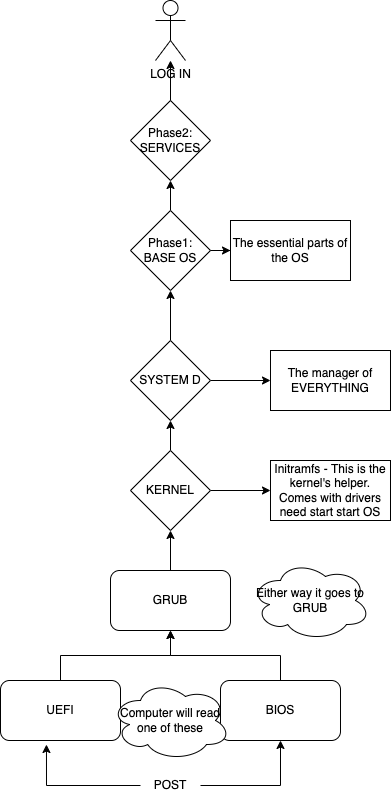 LOG IN
Phase2:
SERVICES
Phase1:
BASE OS
The essential parts of
the OS
SYSTEM D
The manager of
EVERYTHING
KERNEL
Initramfs - This is the
kernel's helper.
Comes with drivers
need start start OS
GRUB
Either way it goes to
GRUB
UEFI
Computer will read
one of these
BIOS
POST